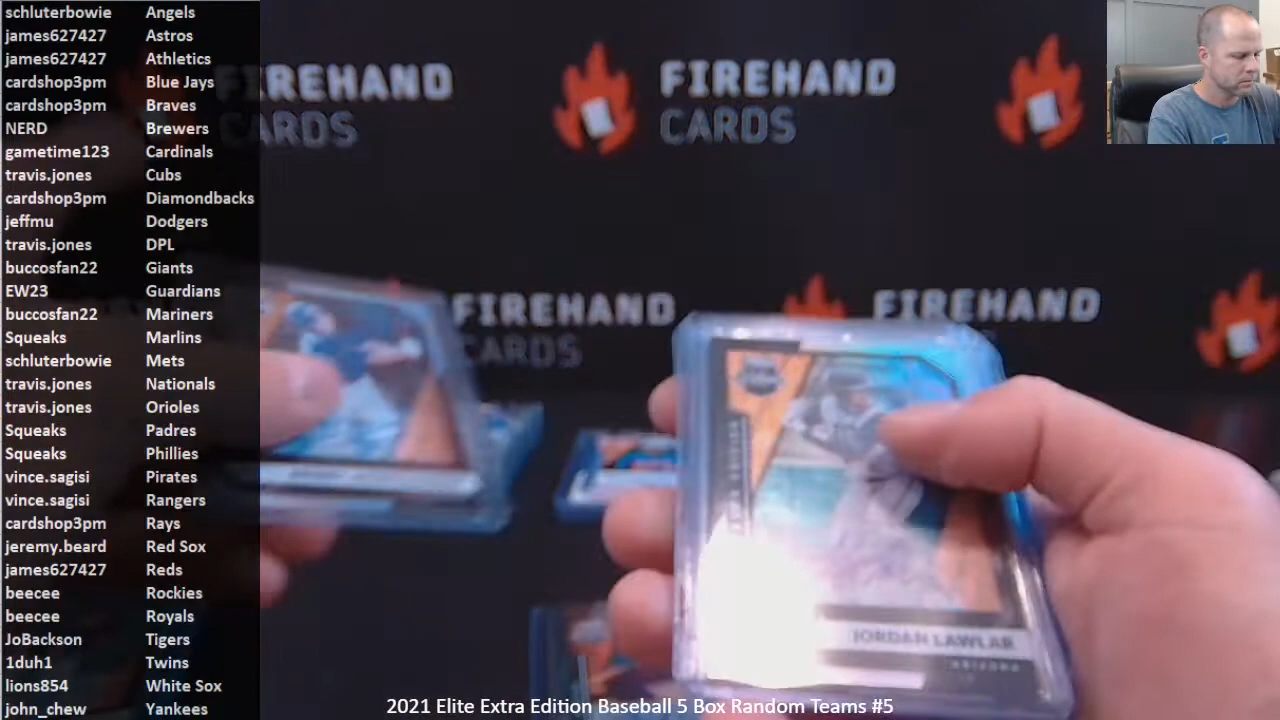 schluterbowie Angels
james627427 Astros
james627427 Athletics
cardshop3pm Blue Jays
cardshop3pm Braves
NERD Brewers
gametime123 Cardinals
travis.jones Cubs
cardshop3pm Diamondbacks
jeffmu Dodgers
travis.jones DPL
buccosfan22 Giants
EW23 Guardians
buccosfan22 Mariners
Squeaks Marlins
schluterbowie Mets
travis.jones Nationals
travis.jones Orioles
Squeaks Padres
Squeaks Phillies
vince.sagisi Pirates
vince.sagisi Rangers
cardshop3pm Rays
jeremy.beard Red Sox
james627427 Reds
beecee Rockies
beecee Royals
JoBackson Tigers
1duh1 Twins
lions854 White Sox
john_chew Yankees
FIREHAND
CARDS
FIREHAND
CARDS
FIREHAND
CARDS
FIREHAND
JORDAN LAWLAR
ARIZONA
2021 Elite Extra Edition Baseball 5 Box Random Teams #5